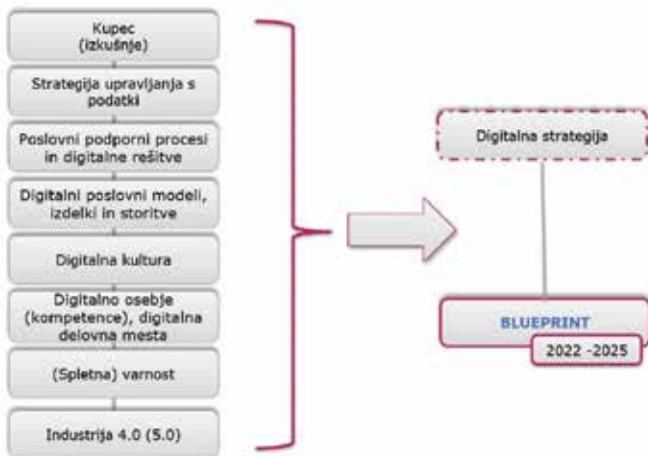 Kupec
(izkušnje)
Strategija upravljanja s
podatki
Poslovni podporni procesi
in digitalne rešitve
Digitalni poslovni modeli,
izdelki in storitve
Digitalna kultura
Digitalno osebje
(kompetence), digitalna
delovna mesta
(Spletna) varnost
Industrija 4.0 (5.0)
Digitalna strategija
BLUEPRINT
2022 -2025